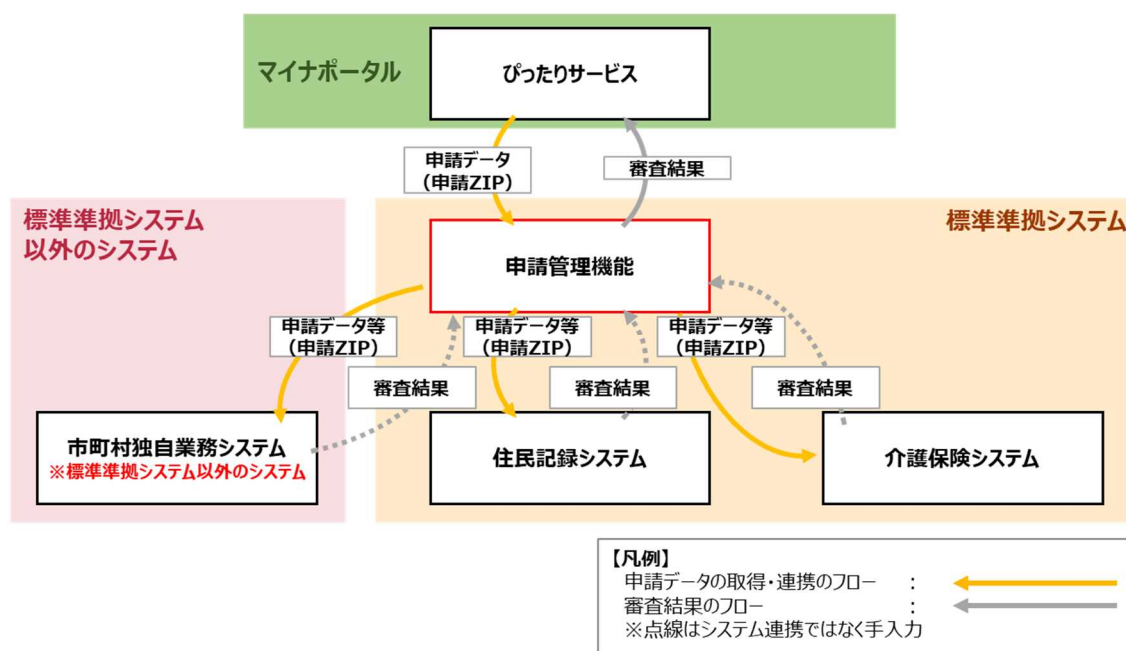 マイナポータル
ぴったりサービス
申請データ
（申請ZIP）
審査結果
標準準拠システム
以外のシステム
標準準拠システム
申請管理機能
申請データ等
（申請ZIP）
申請データ等
（申請ZIP）
申請データ等
（申請ZIP）
審査結果
審査結果
審査結果
市町村独自業務システム
※標準準拠システム以外のシステム
住民記録システム
介護保険システム
【凡例】
申請データの取得・連携のフロー　：
審査結果のフロー　：
※点線はシステム連携ではなく手入力